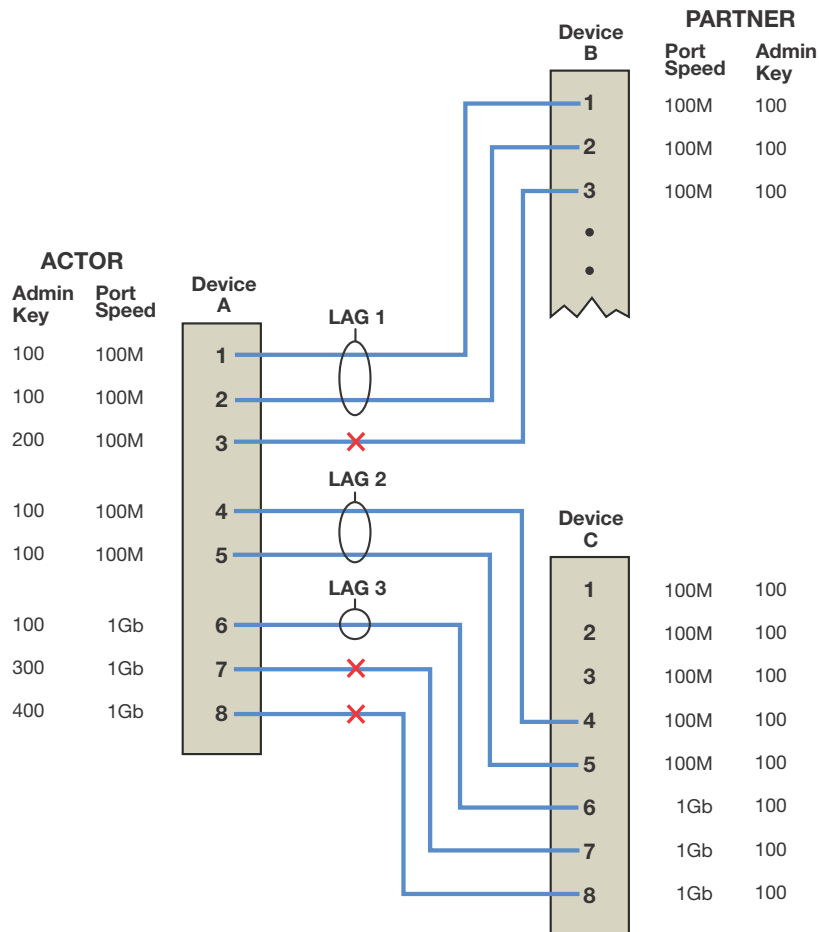 PARTNER
Device
B
Port
Speed
Admin
Key
1 100M 100
2 100M 100
3 100M 100
ACTOR
Admin
Key
Port
Speed
Device
A
LAG 1
100 100M 1
100 100M 2
200 100M 3
LAG 2
100 100M 4
100 100M 5
LAG 3
100 1Gb 6
300 1Gb 7
400 1Gb 8
Device
C
1 100M 100
2 100M 100
3 100M 100
4 100M 100
5 100M 100
6 1Gb 100
7 1Gb 100
8 1Gb 100